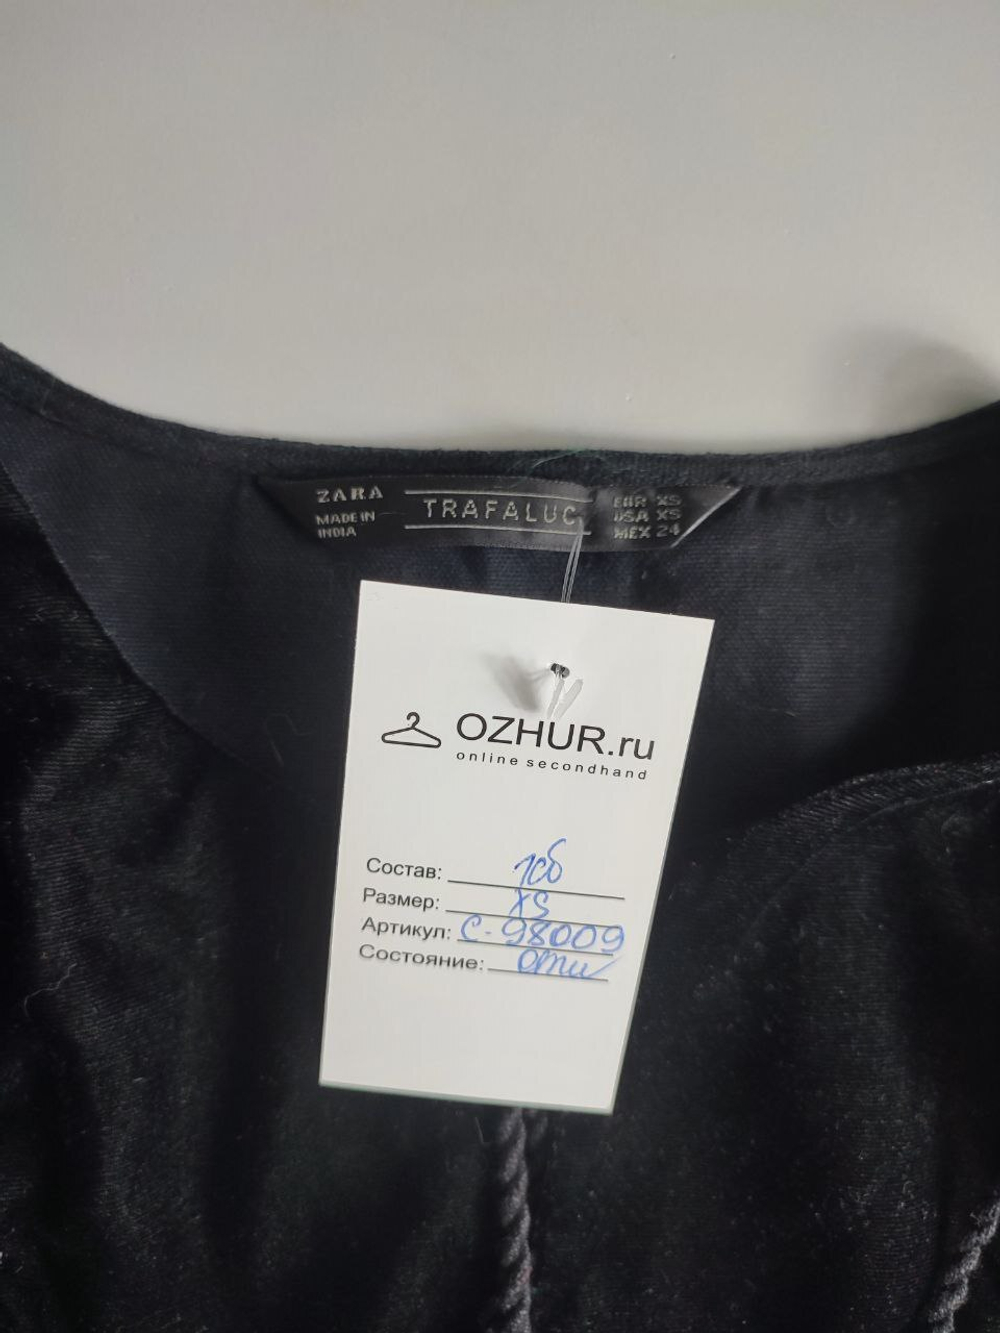 ZARA
MADE IN
INDIA
TRAFALUC
EUR XS
USA XS
MEX 24
OZHUR.ru
online secondhand
Состав: 100
Размер: XS
Артикул: С-98009
Состояние: отл